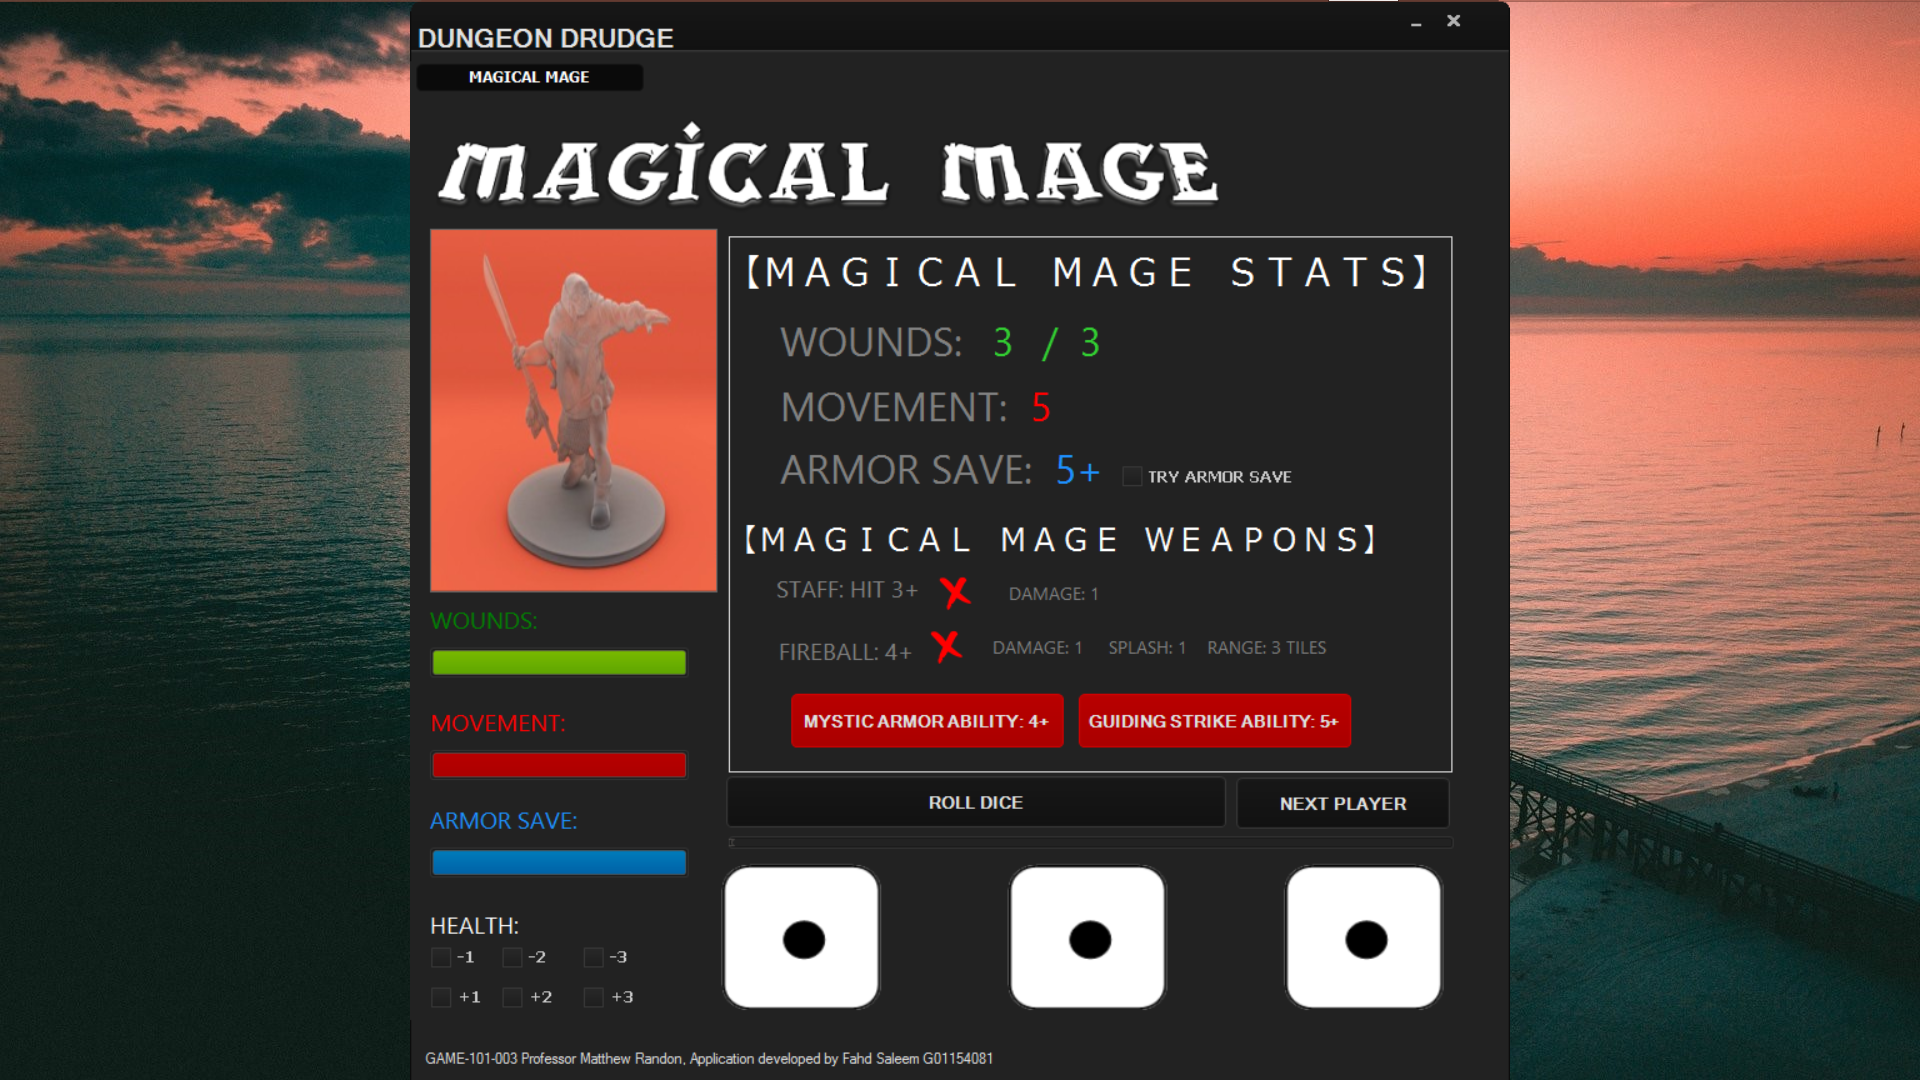 DUNGEON DRUDGE
MAGICAL MAGE
MAGICAL MAGE
【MAGICAL MAGE STATS】
WOUNDS: 3 / 3
MOVEMENT: 5
ARMOR SAVE: 5+ TRY ARMOR SAVE
【MAGICAL MAGE WEAPONS】
STAFF: HIT 3+ DAMAGE: 1
FIREBALL: 4+ DAMAGE: 1 SPLASH: 1 RANGE: 3 TILES
MYSTIC ARMOR ABILITY: 4+ GUIDING STRIKE ABILITY: 5+
ROLL DICE NEXT PLAYER
WOUNDS:
MOVEMENT:
ARMOR SAVE:
HEALTH:
-1 -2 -3
+1 +2 +3
GAME-101-003 Professor Matthew Randon, Application developed by Fahd Saleem G01154081